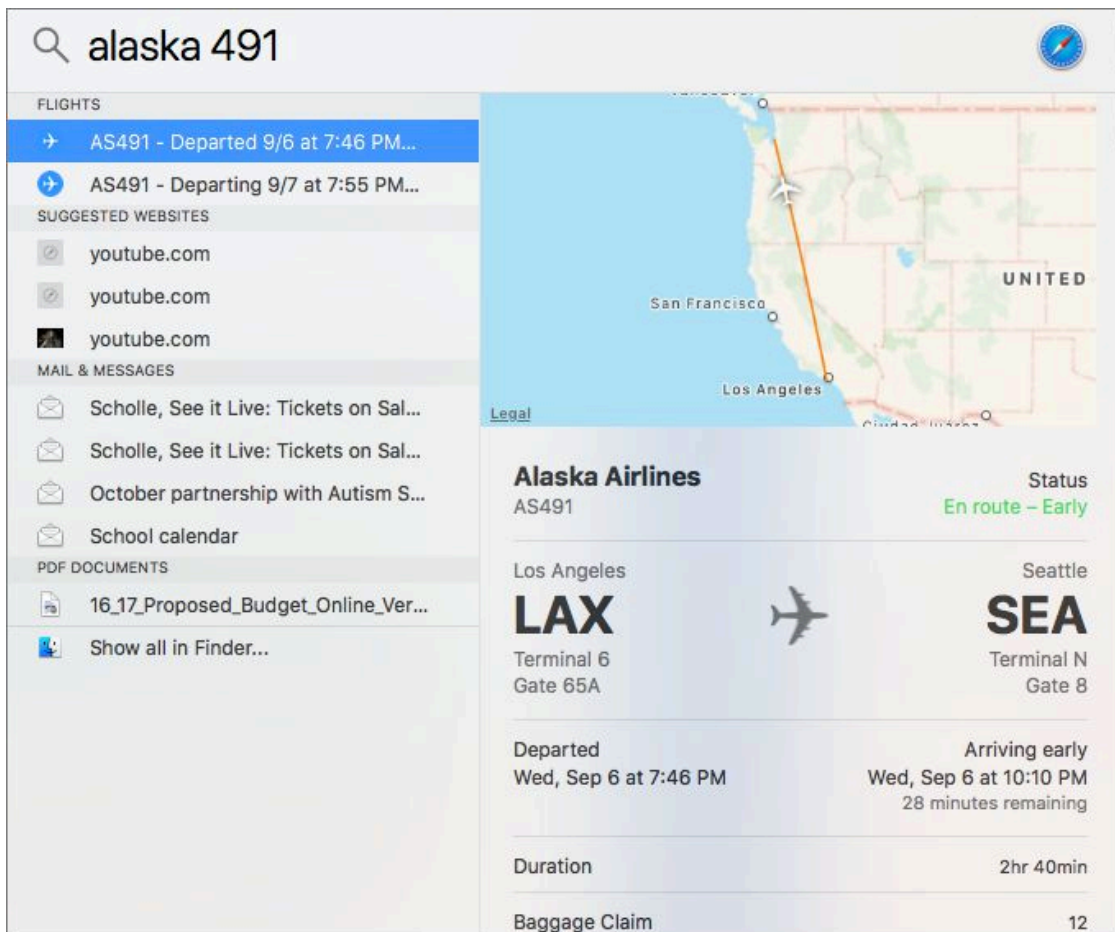 alaska 491
FLIGHTS
AS491 - Departed 9/6 at 7:46 PM...
AS491 - Departing 9/7 at 7:55 PM...
SUGGESTED WEBSITES
youtube.com
youtube.com
youtube.com
MAIL & MESSAGES
Scholle, See it Live: Tickets on Sal...
Scholle, See it Live: Tickets on Sal...
October partnership with Autism S...
School calendar
PDF DOCUMENTS
16_17_Proposed_Budget_Online_Ver...
Show all in Finder...
UNITED
San Francisco
Los Angeles
Legal
Ciudad Juárez
Alaska Airlines
Status
AS491
En route – Early
Los Angeles
Seattle
LAX
SEA
Terminal 6
Terminal N
Gate 65A
Gate 8
Departed
Arriving early
Wed, Sep 6 at 7:46 PM
Wed, Sep 6 at 10:10 PM
28 minutes remaining
Duration
2hr 40min
Baggage Claim
12